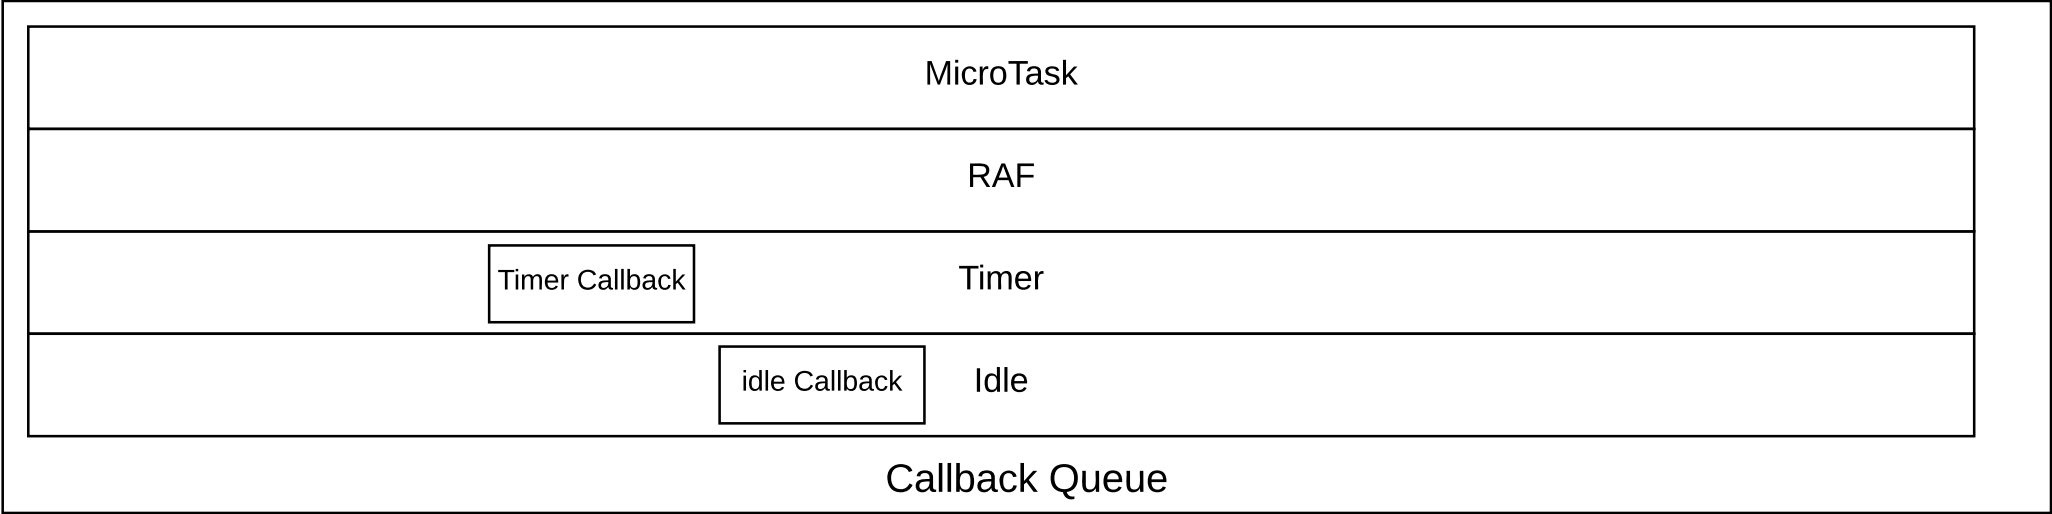 MicroTask
RAF
Timer Callback
Timer
idle Callback
Idle
Callback Queue